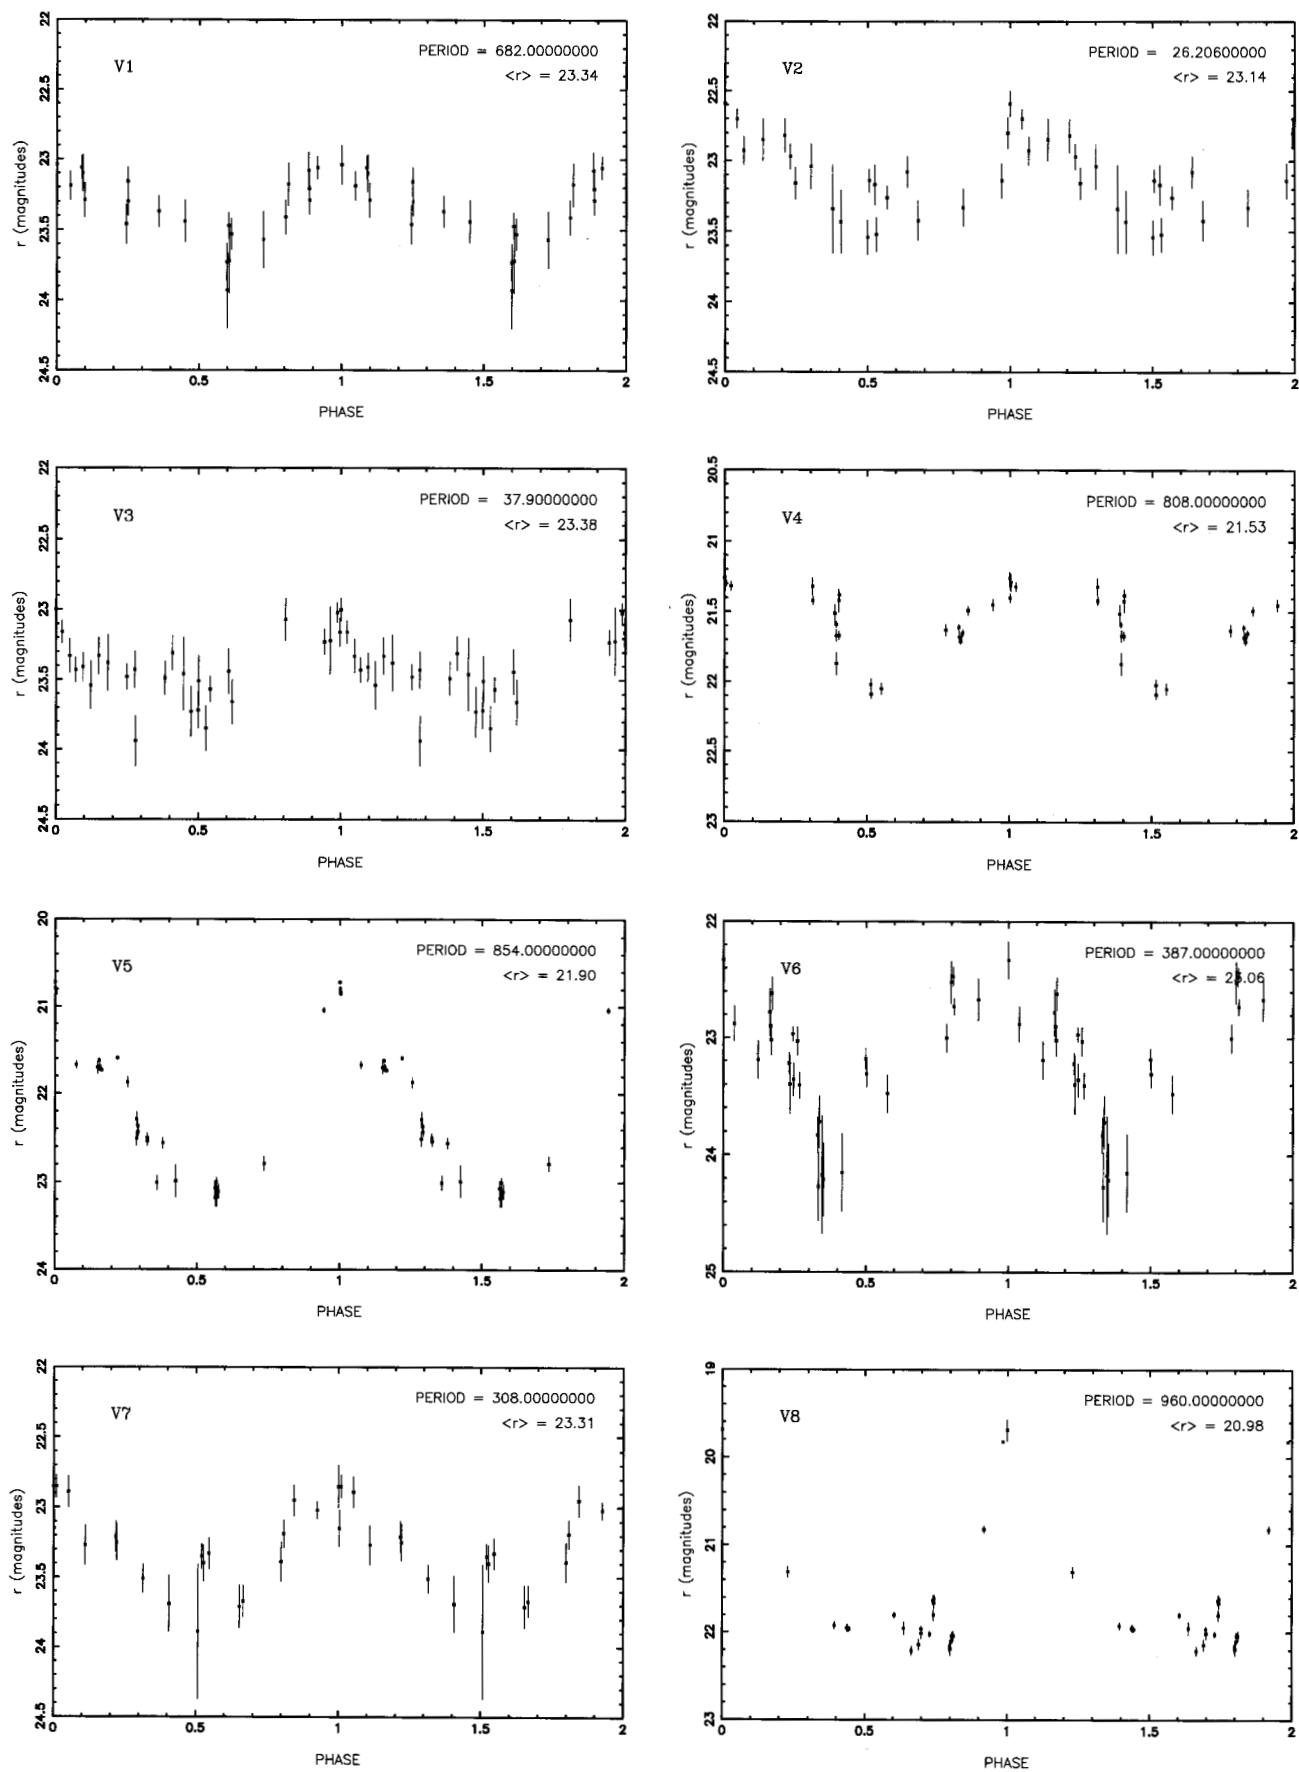 PERIOD = 682.00000000
V1
<r> = 23.34
r (magnitudes)
22
22.5
23
23.5
24
24.5
0 0.5 1 1.5 2
PHASE
PERIOD = 26.20600000
V2
<r> = 23.14
r (magnitudes)
22
22.5
23
23.5
24
24.5
0 0.5 1 1.5 2
PHASE
PERIOD = 37.90000000
V3
<r> = 23.38
r (magnitudes)
22
22.5
23
23.5
24
24.5
0 0.5 1 1.5 2
PHASE
PERIOD = 808.00000000
V4
<r> = 21.53
r (magnitudes)
20.5
21
21.5
22
22.5
23
0 0.5 1 1.5 2
PHASE
PERIOD = 854.00000000
V5
<r> = 21.90
r (magnitudes)
20
21
22
23
24
0 0.5 1 1.5 2
PHASE
PERIOD = 387.00000000
V6
<r> = 23.06
r (magnitudes)
22
23
24
25
0 0.5 1 1.5 2
PHASE
PERIOD = 308.00000000
V7
<r> = 23.31
r (magnitudes)
22
22.5
23
23.5
24
24.5
0 0.5 1 1.5 2
PHASE
PERIOD = 960.00000000
V8
<r> = 20.98
r (magnitudes)
19
20
21
22
23
0 0.5 1 1.5 2
PHASE